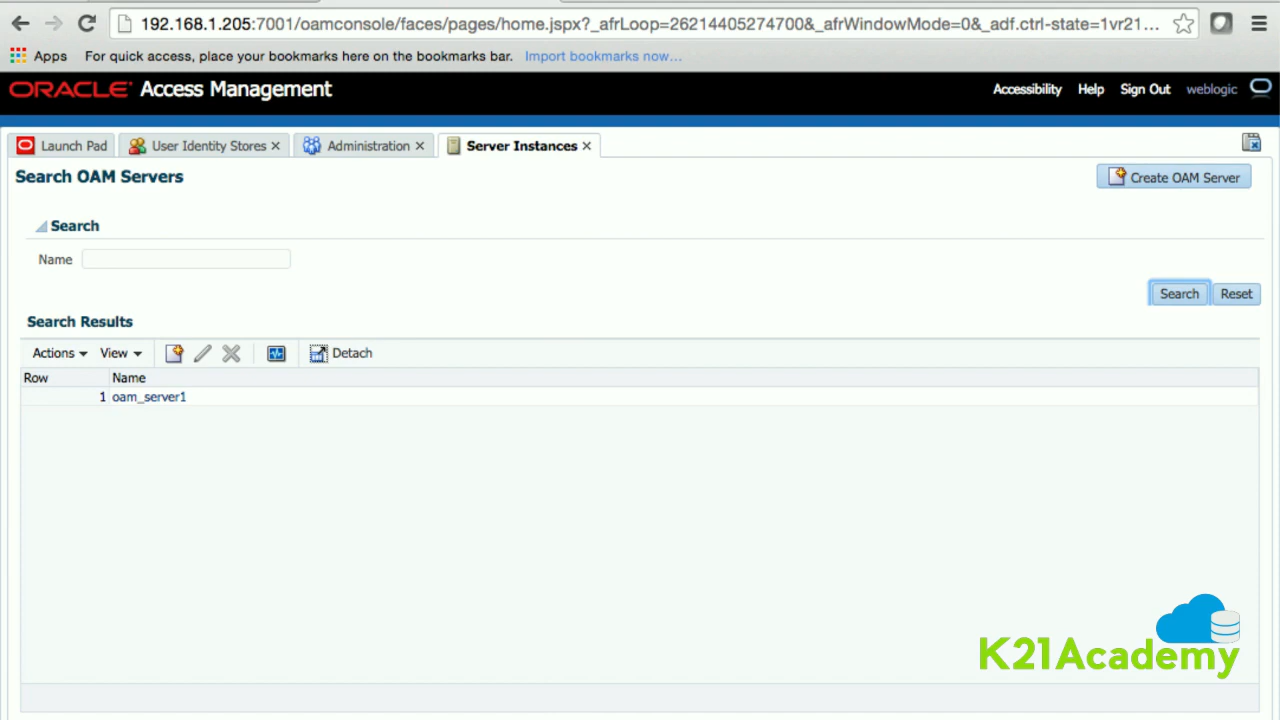 192.168.1.205:7001/oamconsole/faces/pages/home.jspx?_afrLoop=26214405274700&_afrWindowMode=0&_adf.ctrl-state=1vr21...
Apps For quick access, place your bookmarks here on the bookmarks bar. Import bookmarks now...
ORACLE Access Management
Accessibility Help Sign Out weblogic
Launch Pad User Identity Stores Administration Server Instances
Search OAM Servers
Create OAM Server
Search
Name
Search Reset
Search Results
Actions View Detach
Row Name
1 oam_server1
K21Academy